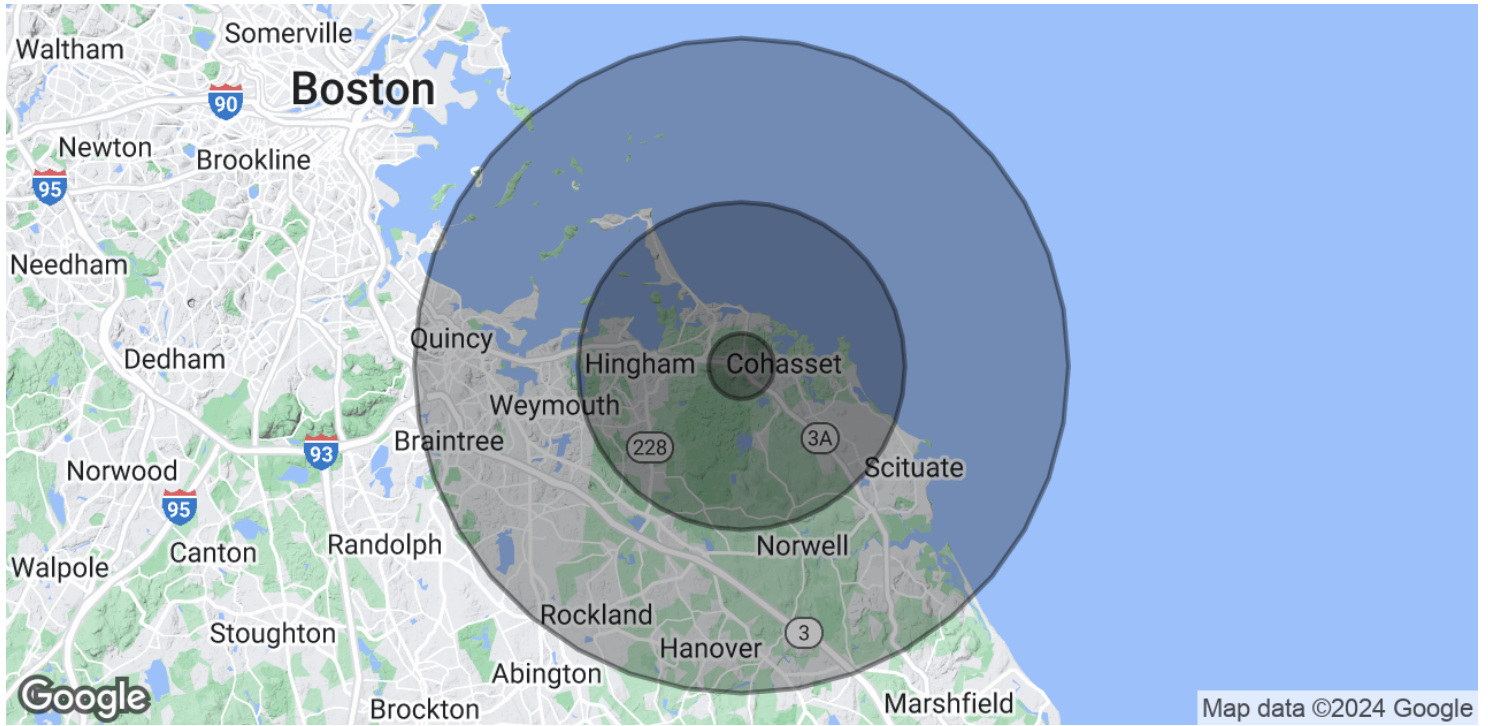 Somerville
Waltham
Boston
90
Newton
Brookline
95
Needham
Quincy
Dedham
Hingham
Cohasset
Weymouth
Braintree
228
3A
93
Norwood
Scituate
95
Canton
Randolph
Norwell
Walpole
Rockland
Stoughton
3
Hanover
Abington
Marshfield
Brockton
Google
Map data ©2024 Google